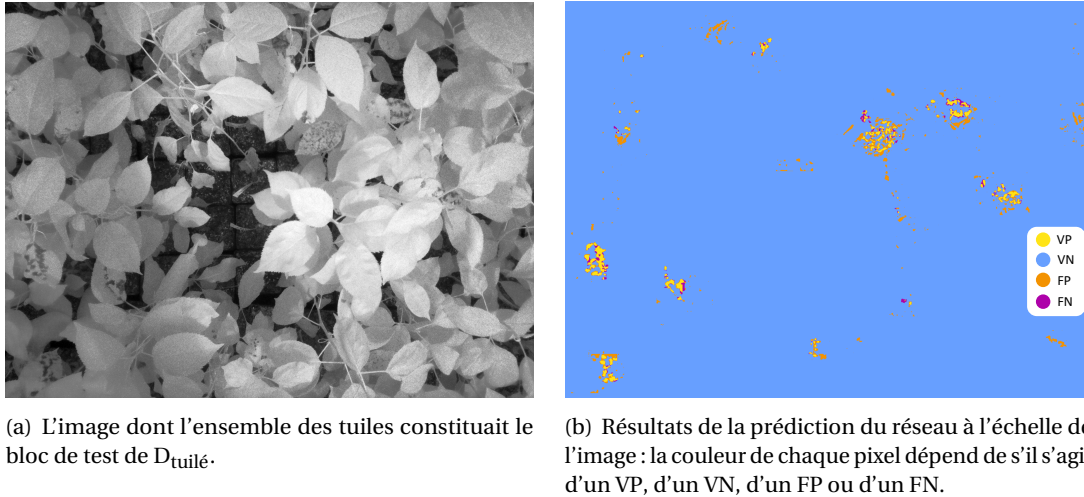 VP
VN
FP
FN
(a) L'image dont l'ensemble des tuiles constituait le
bloc de test de Dtuilé.
(b) Résultats de la prédiction du réseau à l'échelle de
l'image : la couleur de chaque pixel dépend de s'il s'agi
d'un VP, d'un VN, d'un FP ou d'un FN.